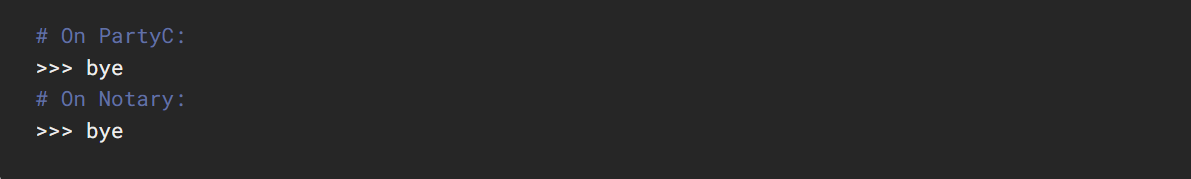 # On PartyC:
>>> bye
# On Notary:
>>> bye